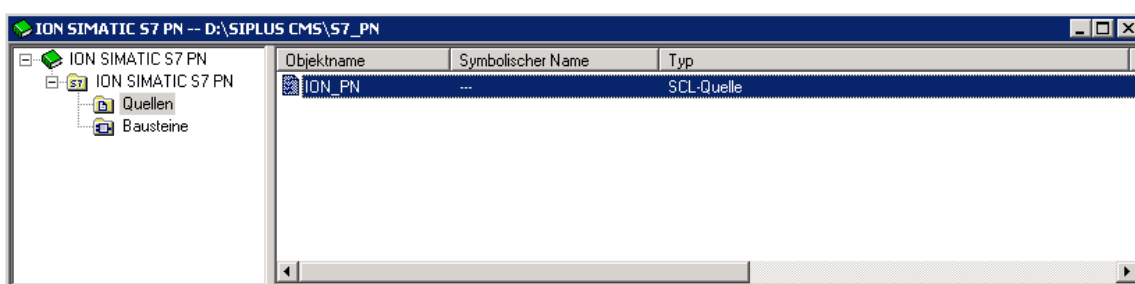 ION SIMATIC S7 PN -- D:\SIPLUS CMS\S7_PN
ION SIMATIC S7 PN
S7 ION SIMATIC S7 PN
Quellen
Bausteine
Objektname Symbolischer Name Typ
ION_PN --- SCL-Quelle